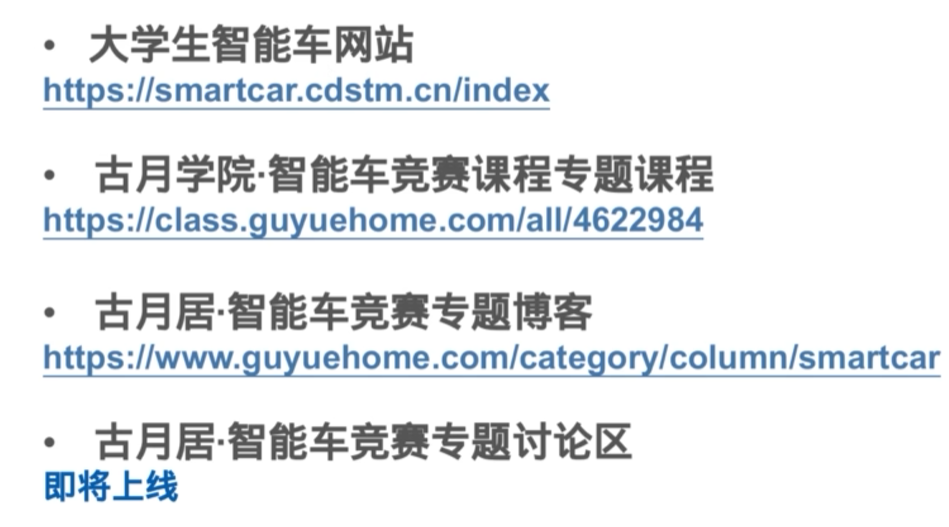 • 大学生智能车网站
https://smartcar.cdstm.cn/index
• 古月学院·智能车竞赛课程专题课程
https://class.guyuehome.com/all/4622984
• 古月居·智能车竞赛专题博客
https://www.guyuehome.com/category/column/smartcar
• 古月居·智能车竞赛专题讨论区
即将上线